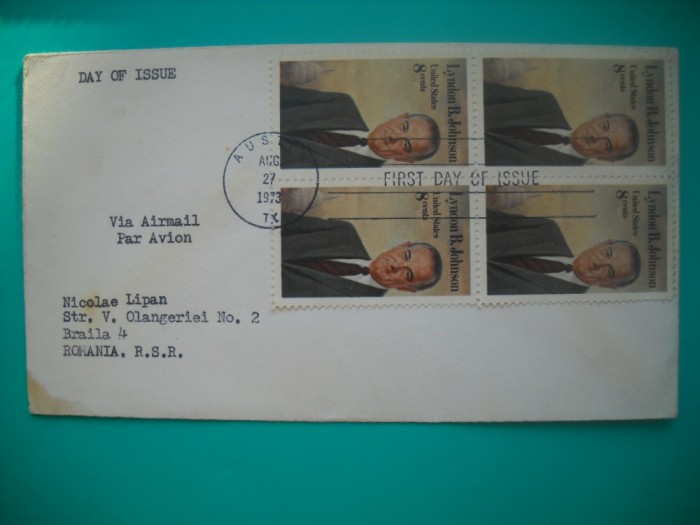 DAY OF ISSUE
Lyndon B. Johnson
United States
8 cents
Lyndon B. Johnson
United States
8 cents
AUS
AUG
27
1973
TX
FIRST DAY OF ISSUE
Lyndon B. Johnson
United States
8 cents
Lyndon B. Johnson
United States
8 cents
Via Airmail
Par Avion
Nicolae Lipan
Str. V. Olangeriei No. 2
Braila 4
ROMANIA. R.S.R.